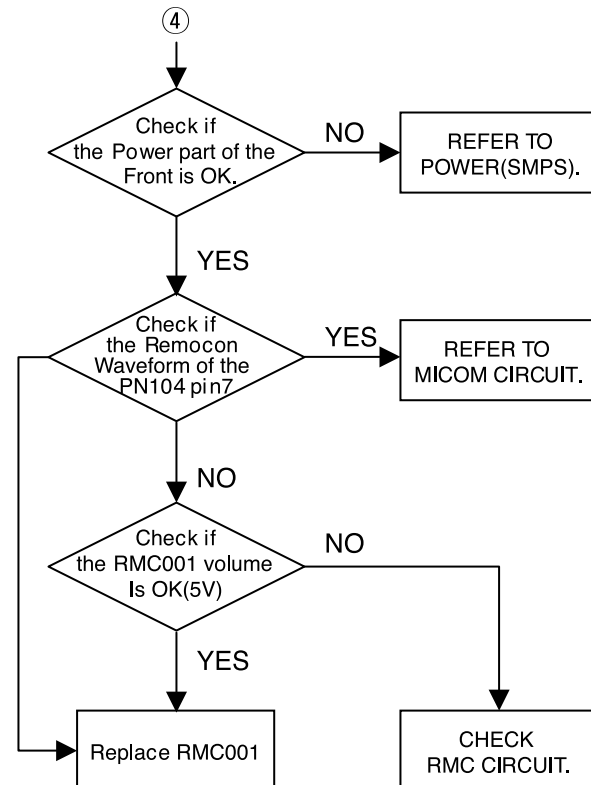 ④
Check if
the Power part of the
Front is OK.
NO
REFER TO
POWER(SMPS).
YES
Check if
the Remocon
Waveform of the
PN104 pin7
YES
REFER TO
MICOM CIRCUIT.
NO
Check if
the RMC001 volume
Is OK(5V)
NO
YES
Replace RMC001
CHECK
RMC CIRCUIT.